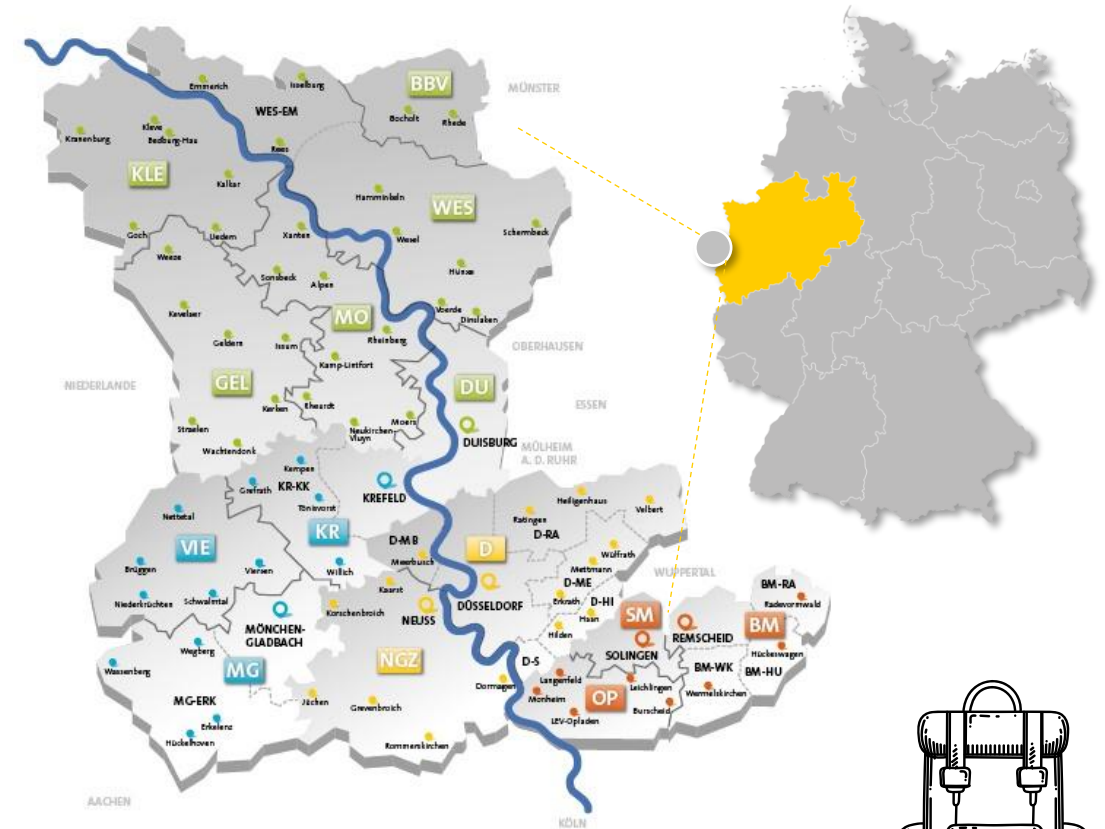 BBV
MÜNSTER
Emmerich
Isselburg
WES-EM
Bocholt
Rhede
Kranenburg
Kleve
Bedburg-Hau
Rees
KLE
Kalkar
Hamminkeln
WES
Goch
Uedem
Xanten
Wesel
Schermbeck
Weeze
Sonsbeck
Alpen
Hünxe
Kevelaer
MO
Voerde
Dinslaken
Geldern
Issum
Rheinberg
OBERHAUSEN
Kamp-Lintfort
NIEDERLANDE
GEL
DU
Kerken
Rheurdt
ESSEN
Straelen
Neukirchen-
Vluyn
Moers
DUISBURG
Wachtendonk
MÜLHEIM
A. D. RUHR
Kempen
Grefrath
KR-KK
KREFELD
Tönisvorst
Nettetal
Heiligenhaus
Velbert
Ratingen
KR
D-RA
VIE
D-MB
D
Meerbusch
Wülfrath
Brüggen
Viersen
Willich
Mettmann
WUPPERTAL
Kaarst
D-ME
BM-RA
Niederkrüchten
Schwalmtal
Korschenbroich
NEUSS
DÜSSELDORF
Erkrath
D-HI
Radevormwald
MÖNCHEN-
GLADBACH
Haan
SM
REMSCHEID
BM
Hilden
Wegberg
SOLINGEN
Hückeswagen
Wassenberg
MG
NGZ
D-S
BM-WK
BM-HU
Langenfeld
Dormagen
Leichlingen
Monheim
OP
Wermelskirchen
MG-ERK
Jüchen
Grevenbroich
Burscheid
LEV-Opladen
Erkelenz
Hückelhoven
Rommerskirchen
AACHEN
KÖLN